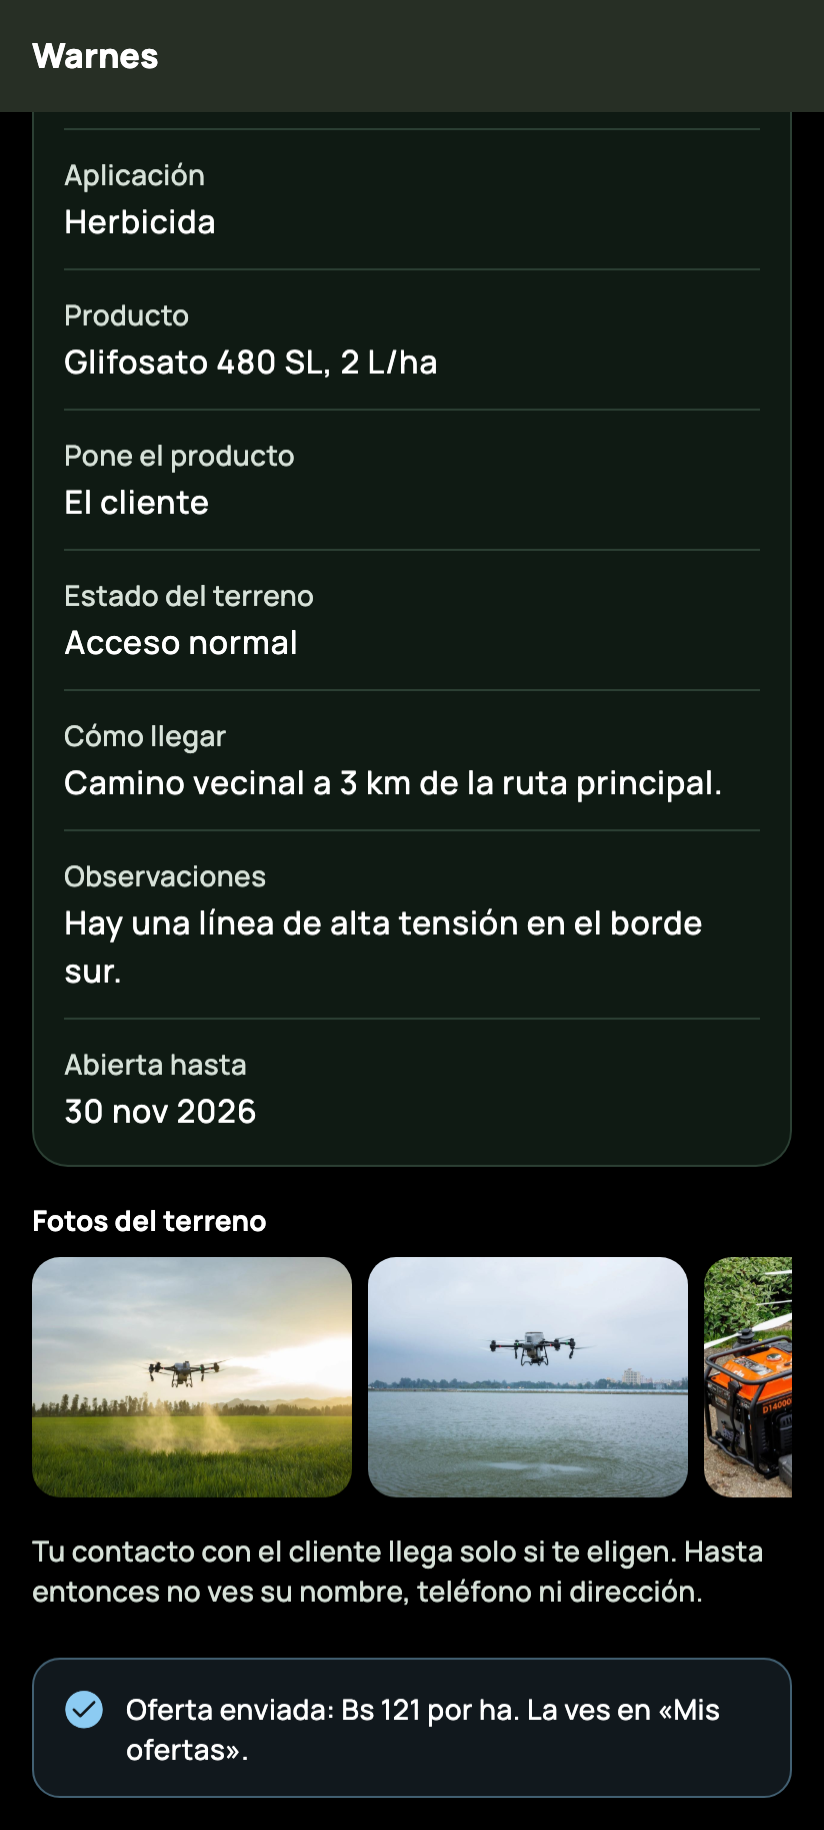 Warnes
Aplicación
Herbicida
Producto
Glifosato 480 SL, 2 L/ha
Pone el producto
El cliente
Estado del terreno
Acceso normal
Cómo llegar
Camino vecinal a 3 km de la ruta principal.
Observaciones
Hay una línea de alta tensión en el borde
sur.
Abierta hasta
30 nov 2026
Fotos del terreno
Tu contacto con el cliente llega solo si te eligen. Hasta
entonces no ves su nombre, teléfono ni dirección.
Oferta enviada: Bs 121 por ha. La ves en «Mis
ofertas».